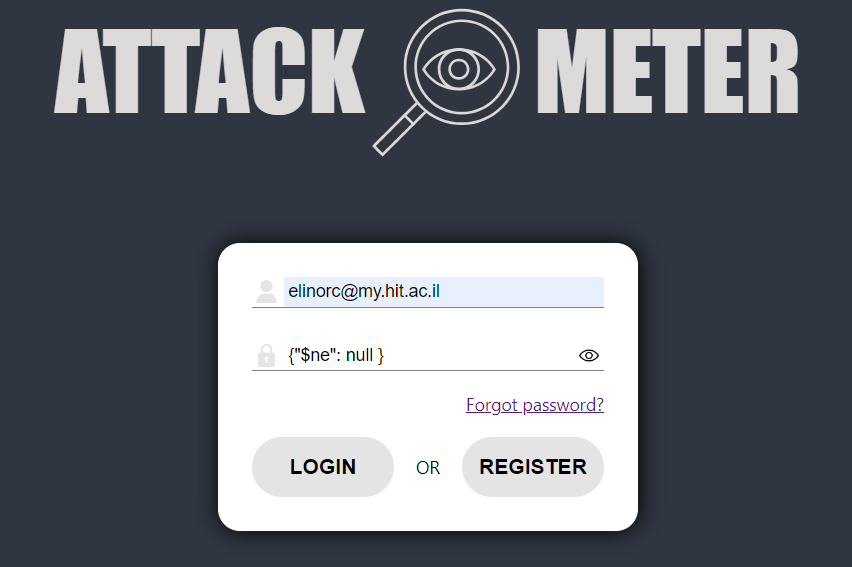 ATTACK METER
elinorc@my.hit.ac.il
{"$ne": null }
Forgot password?
LOGIN OR REGISTER